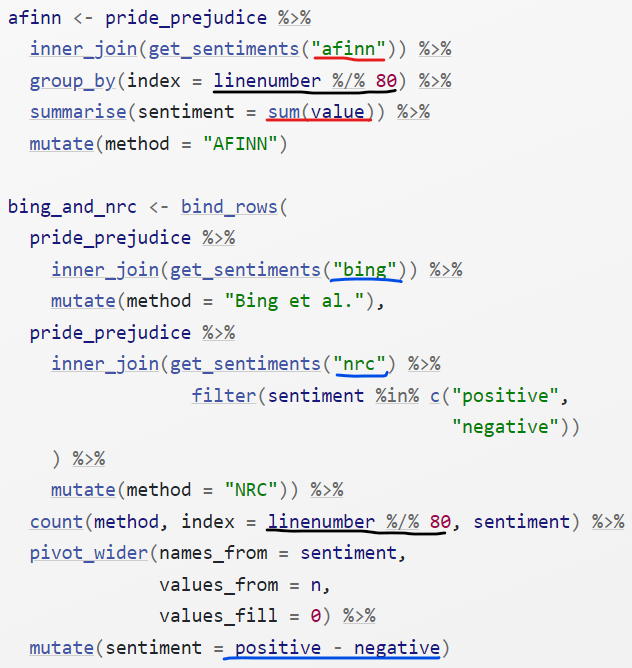 afinn <- pride_prejudice %>%
  inner_join(get_sentiments("afinn")) %>%
  group_by(index = linenumber %/% 80) %>%
  summarise(sentiment = sum(value)) %>%
  mutate(method = "AFINN")

bing_and_nrc <- bind_rows(
  pride_prejudice %>%
    inner_join(get_sentiments("bing")) %>%
    mutate(method = "Bing et al."),
  pride_prejudice %>%
    inner_join(get_sentiments("nrc") %>%
                 filter(sentiment %in% c("positive",
                                         "negative"))
    ) %>%
    mutate(method = "NRC")) %>%
  count(method, index = linenumber %/% 80, sentiment) %>%
  pivot_wider(names_from = sentiment,
              values_from = n,
              values_fill = 0) %>%
  mutate(sentiment = positive - negative)